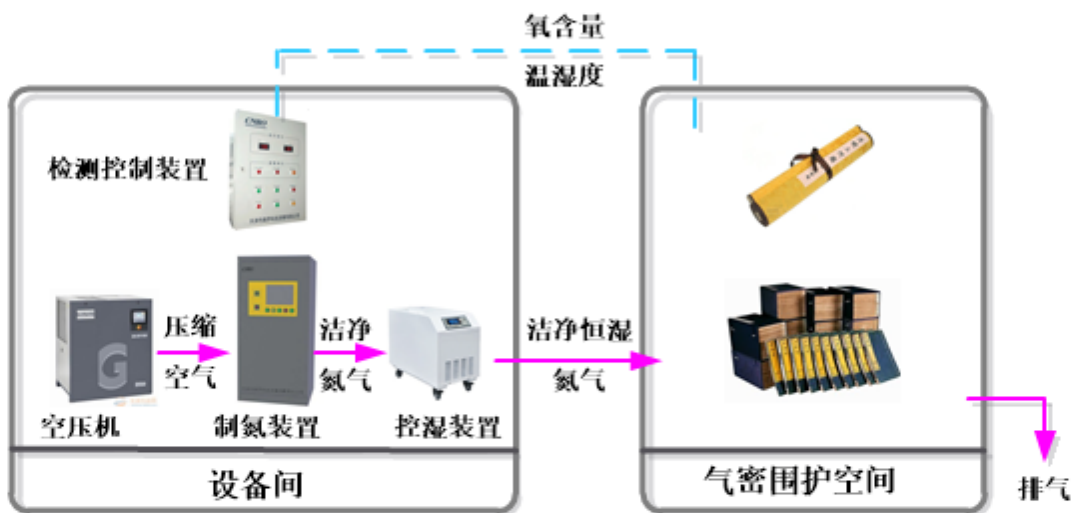 氧含量
温湿度
检测控制装置
压缩
空气
洁净
氮气
洁净恒湿
氮气
空压机
制氮装置
控湿装置
设备间
气密围护空间
排气